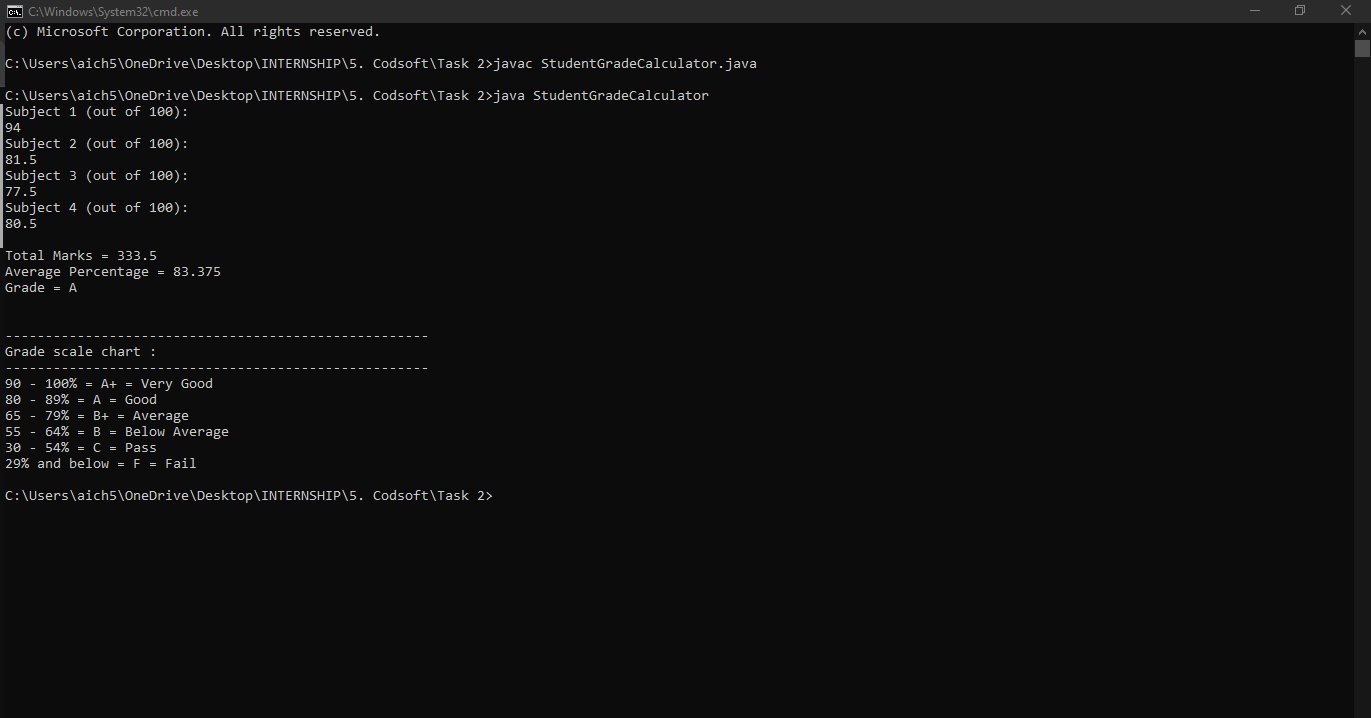 C:\Windows\System32\cmd.exe
(c) Microsoft Corporation. All rights reserved.
C:\Users\aich5\OneDrive\Desktop\INTERNSHIP\5. Codsoft\Task 2>javac StudentGradeCalculator.java
C:\Users\aich5\OneDrive\Desktop\INTERNSHIP\5. Codsoft\Task 2>java StudentGradeCalculator
Subject 1 (out of 100):
94
Subject 2 (out of 100):
81.5
Subject 3 (out of 100):
77.5
Subject 4 (out of 100):
80.5
Total Marks = 333.5
Average Percentage = 83.375
Grade = A
-----------------------------------------------------
Grade scale chart :
-----------------------------------------------------
90 - 100% = A+ = Very Good
80 - 89% = A = Good
65 - 79% = B+ = Average
55 - 64% = B = Below Average
30 - 54% = C = Pass
29% and below = F = Fail
C:\Users\aich5\OneDrive\Desktop\INTERNSHIP\5. Codsoft\Task 2>